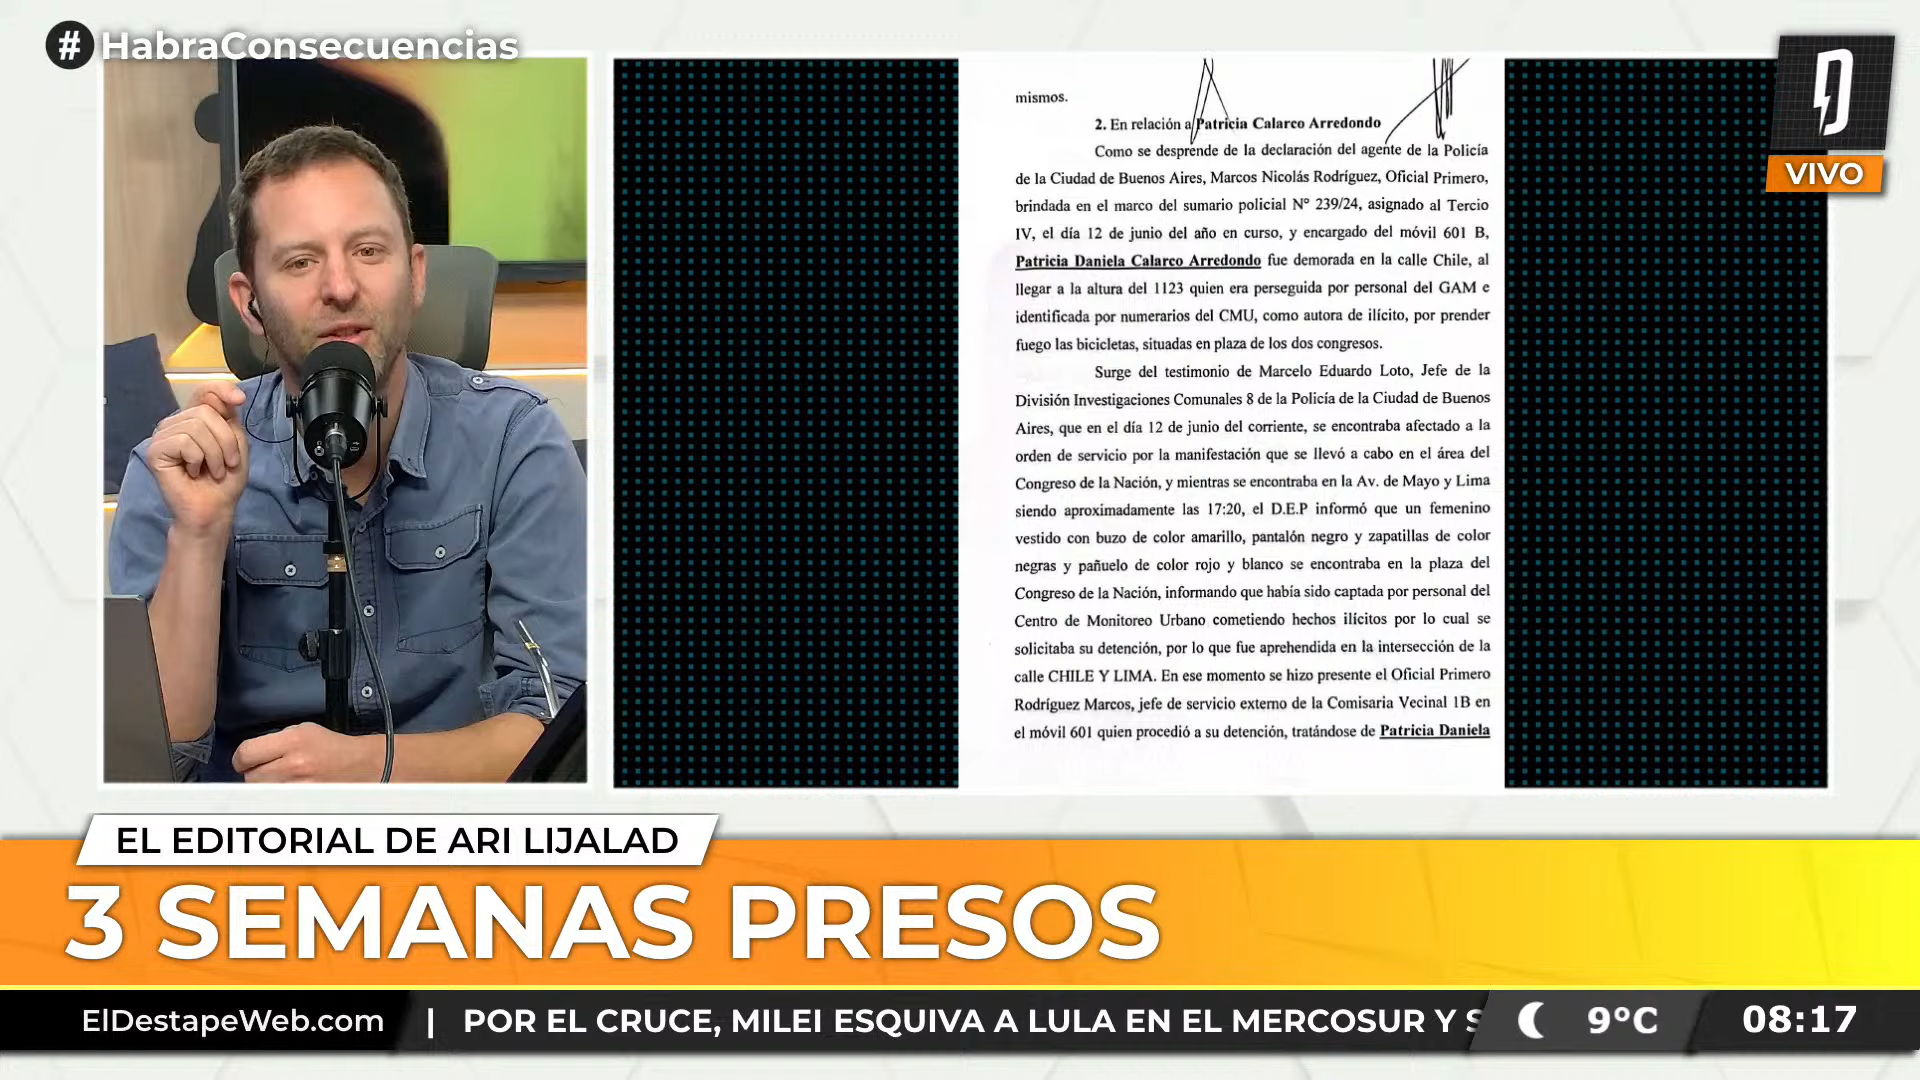 #HabraConsecuencias
VIVO
mismos.
2. En relación a Patricia Calarco Arredondo
Como se desprende de la declaración del agente de la Policía
de la Ciudad de Buenos Aires, Marcos Nicolás Rodríguez, Oficial Primero,
brindada en el marco del sumario policial N° 239/24, asignado al Tercio
IV, el día 12 de junio del año en curso, y encargado del móvil 601 B,
Patricia Daniela Calarco Arredondo fue demorada en la calle Chile, al
llegar a la altura del 1123 quien era perseguida por personal del GAM e
identificada por numerarios del CMU, como autora de ilícito, por prender
fuego las bicicletas, situadas en plaza de los dos congresos.
Surge del testimonio de Marcelo Eduardo Loto, Jefe de la
División Investigaciones Comunales 8 de la Policía de la Ciudad de Buenos
Aires, que en el día 12 de junio del corriente, se encontraba afectado a la
orden de servicio por la manifestación que se llevó a cabo en el área del
Congreso de la Nación, y mientras se encontraba en la Av. de Mayo y Lima
siendo aproximadamente las 17:20, el D.E.P informó que un femenino
vestido con buzo de color amarillo, pantalón negro y zapatillas de color
negras y pañuelo de color rojo y blanco se encontraba en la plaza del
Congreso de la Nación, informando que había sido captada por personal del
Centro de Monitoreo Urbano cometiendo hechos ilícitos por lo cual se
solicitaba su detención, por lo que fue aprehendida en la intersección de la
calle CHILE Y LIMA. En ese momento se hizo presente el Oficial Primero
Rodríguez Marcos, jefe de servicio externo de la Comisaria Vecinal 1B en
el móvil 601 quien procedió a su detención, tratándose de Patricia Daniela
EL EDITORIAL DE ARI LIJALAD
3 SEMANAS PRESOS
ElDestapeWeb.com | POR EL CRUCE, MILEI ESQUIVA A LULA EN EL MERCOSUR Y S 9°C 08:17